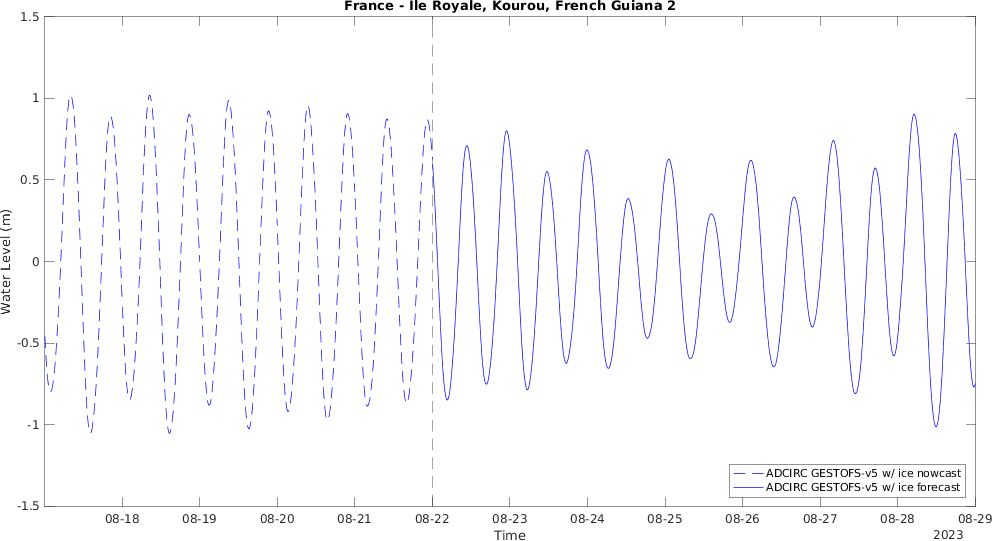 France - Ile Royale, Kourou, French Guiana 2
1.5
1
0.5
0
-0.5
-1
-1.5
Water Level (m)
ADCIRC GESTOFS-v5 w/ ice nowcast
ADCIRC GESTOFS-v5 w/ ice forecast
08-18 08-19 08-20 08-21 08-22 08-23 08-24 08-25 08-26 08-27 08-28 08-29
Time
2023